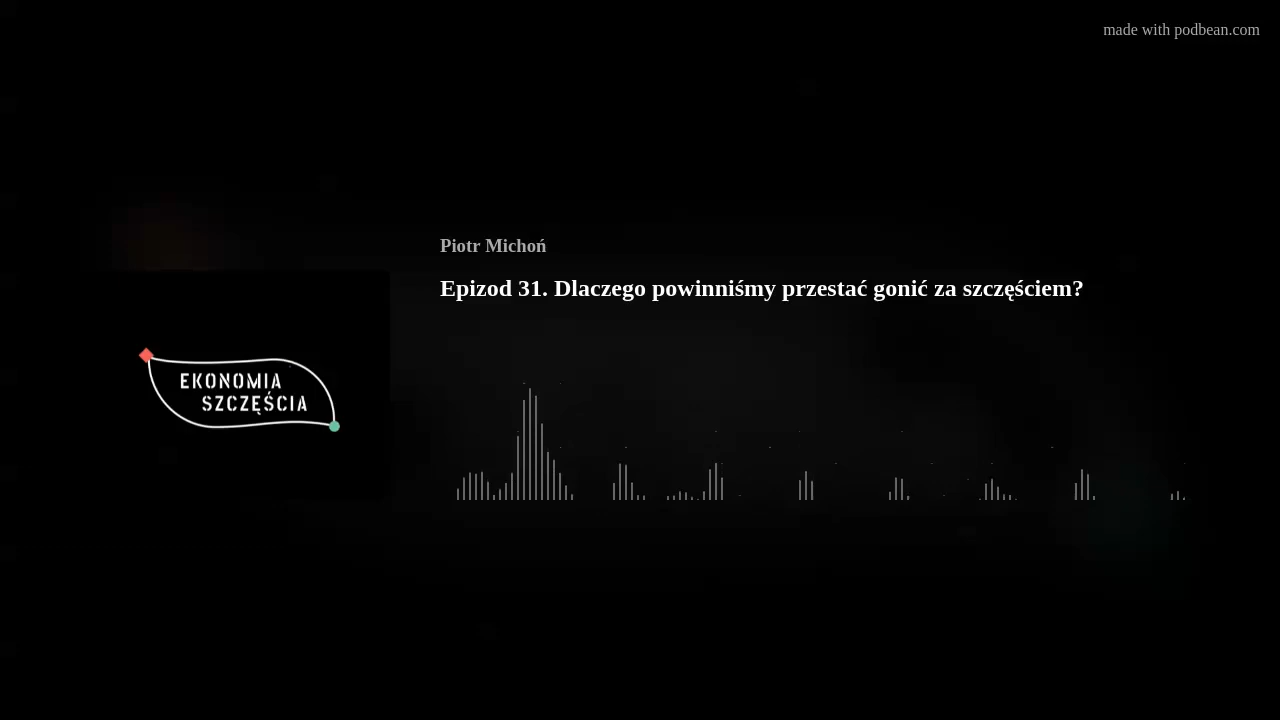 made with podbean.com
Piotr Michoń
Epizod 31. Dlaczego powinniśmy przestać gonić za szczęściem?
EKONOMIA
SZCZĘŚCIA